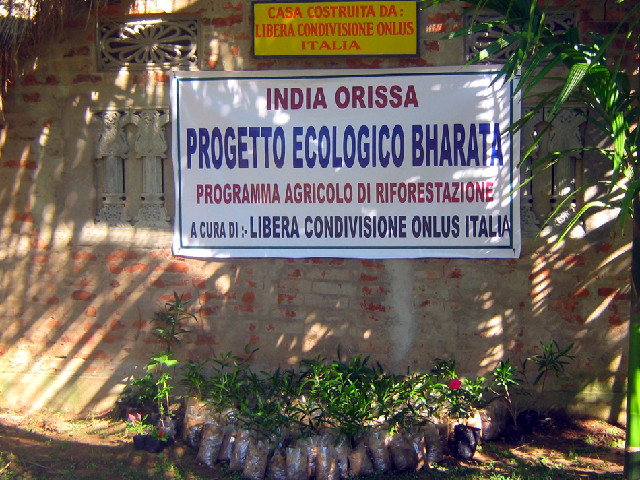 CASA COSTRUITA DA:
LIBERA CONDIVISIONE ONLUS
ITALIA
INDIA ORISSA
PROGETTO ECOLOGICO BHARATA
PROGRAMMA AGRICOLO DI RIFORESTAZIONE
A CURA DI :- LIBERA CONDIVISIONE ONLUS ITALIA